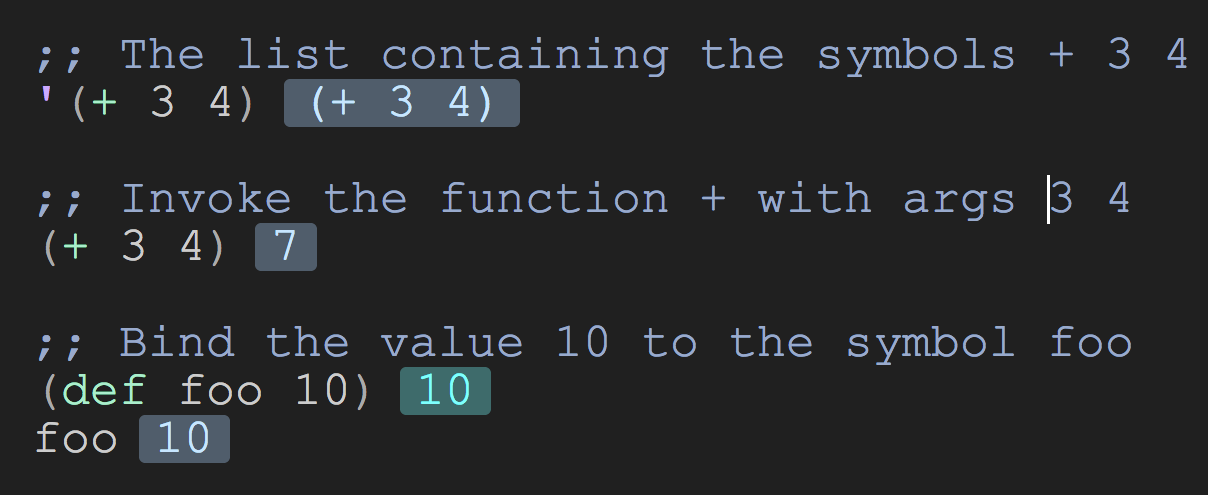 ;; The list containing the symbols + 3 4
'(+ 3 4) (+ 3 4)
;; Invoke the function + with args 3 4
(+ 3 4) 7
;; Bind the value 10 to the symbol foo
(def foo 10) 10
foo 10